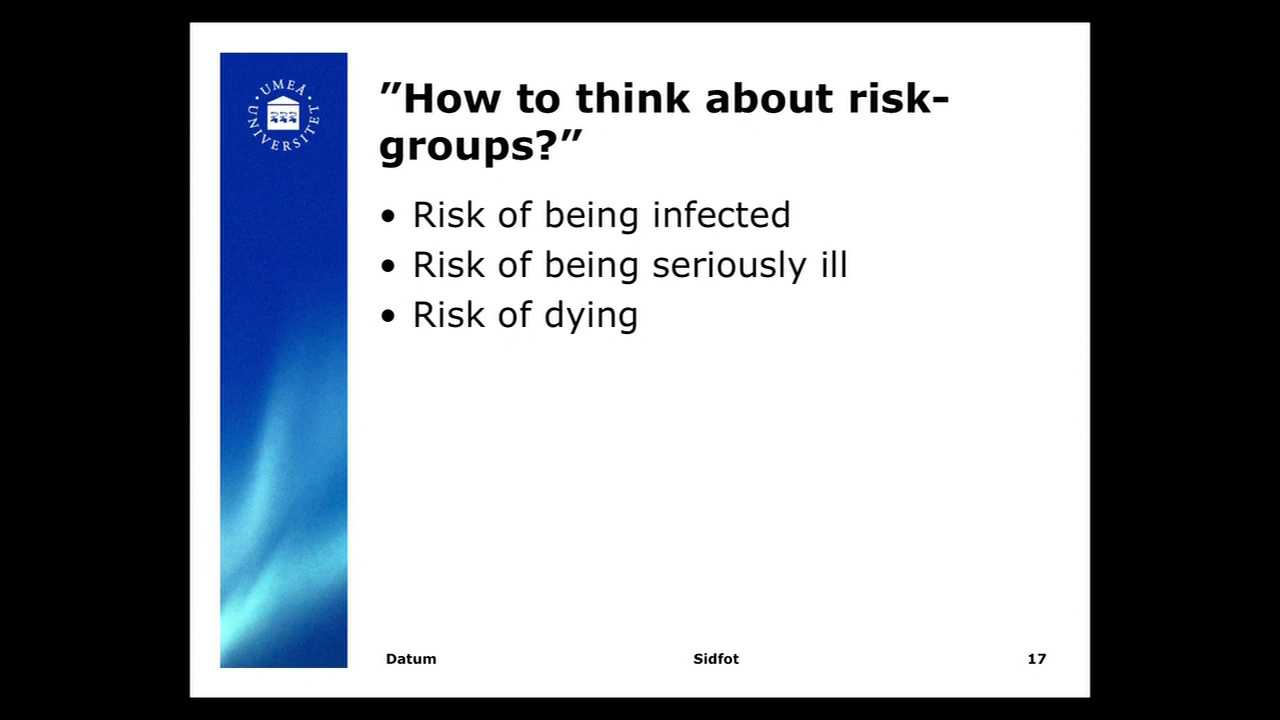 UMEÅ UNIVERSITET
”How to think about risk-
groups?”
• Risk of being infected
• Risk of being seriously ill
• Risk of dying
Datum Sidfot 17